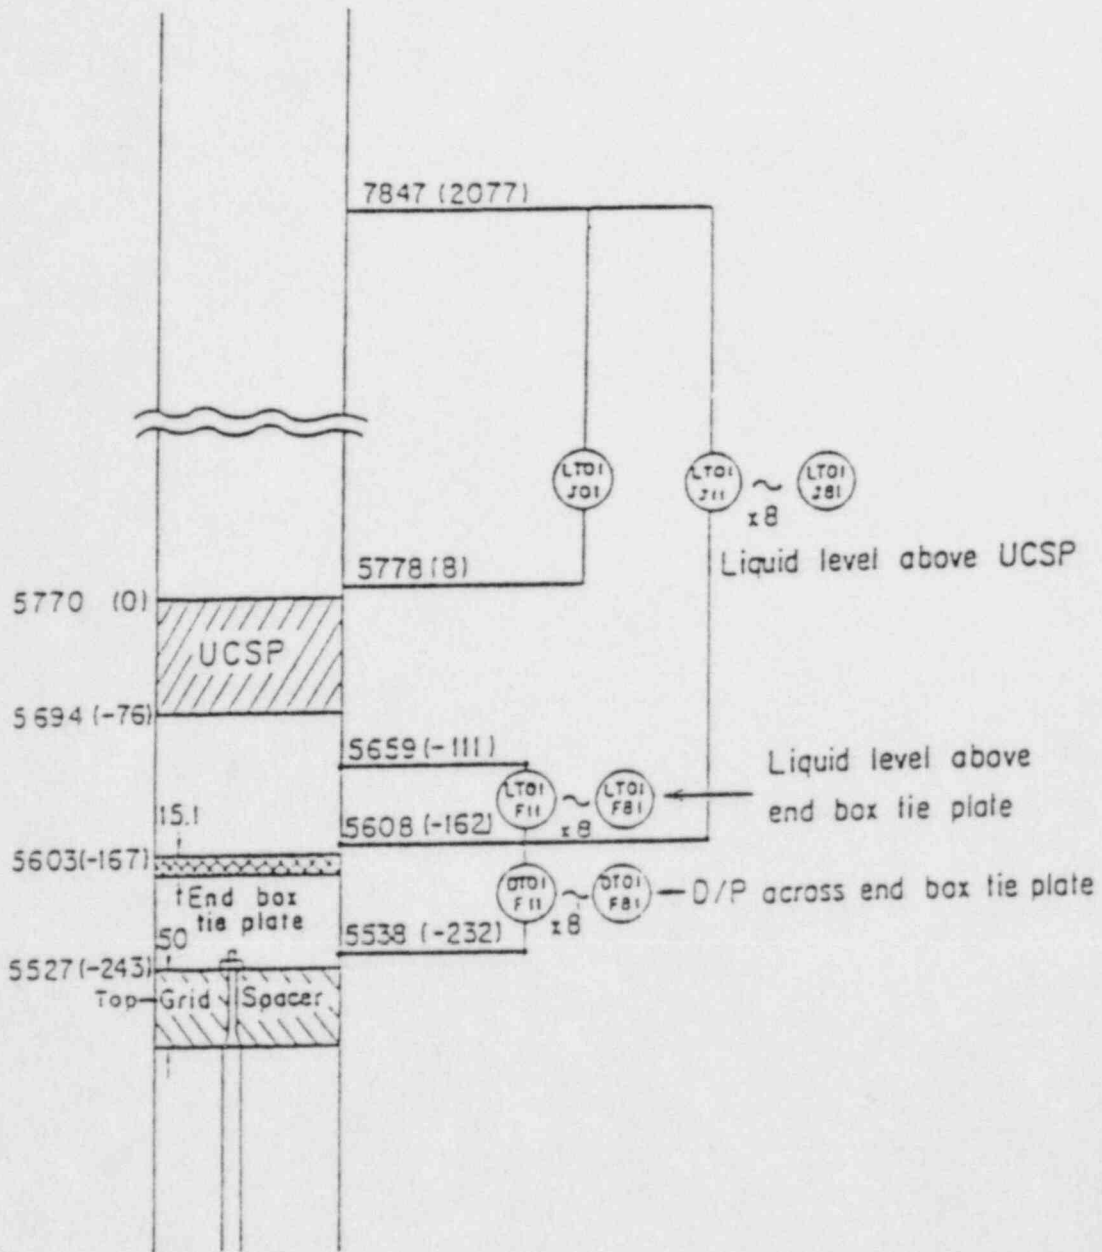 7847 (2077)
LT01
J01
LT01
J11
~
LT01
J81
x8
Liquid level above UCSP
5778 (8)
5770 (0)
UCSP
5694 (-76)
5659 (-111)
LT01
F11
~
LT01
F81
x8
Liquid level above
end box tie plate
15.1
5608 (-162)
5603(-167)
End box
tie plate
DT01
F11
~
DT01
F81
x8
D/P across end box tie plate
50
5538 (-232)
5527(-243)
Top Grid Spacer